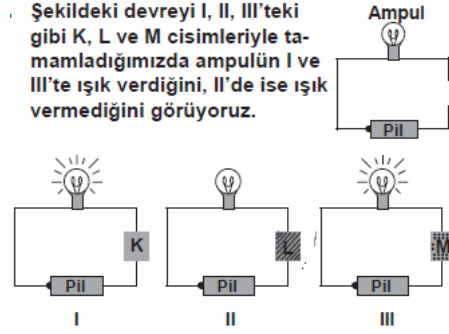 Şekildeki devreyi I, II, III'teki
gibi K, L ve M cisimleriyle ta-
mamladığımızda ampulün I ve
III'te ışık verdiğini, II'de ise ışık
vermediğini görüyoruz.
Ampul
Pil
K
L
M
Pil
Pil
Pil
I
II
III